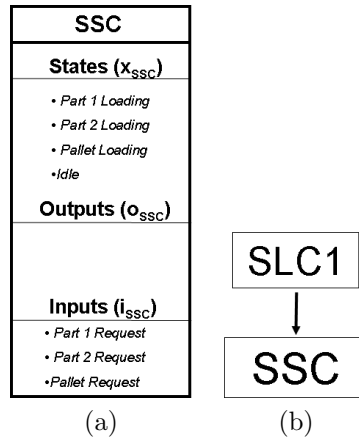 SSC
States (xSSC)
• Part 1 Loading
• Part 2 Loading
• Pallet Loading
•Idle
Outputs (oSSC)
Inputs (iSSC)
• Part 1 Request
• Part 2 Request
•Pallet Request
(a)
SLC1
SSC
(b)